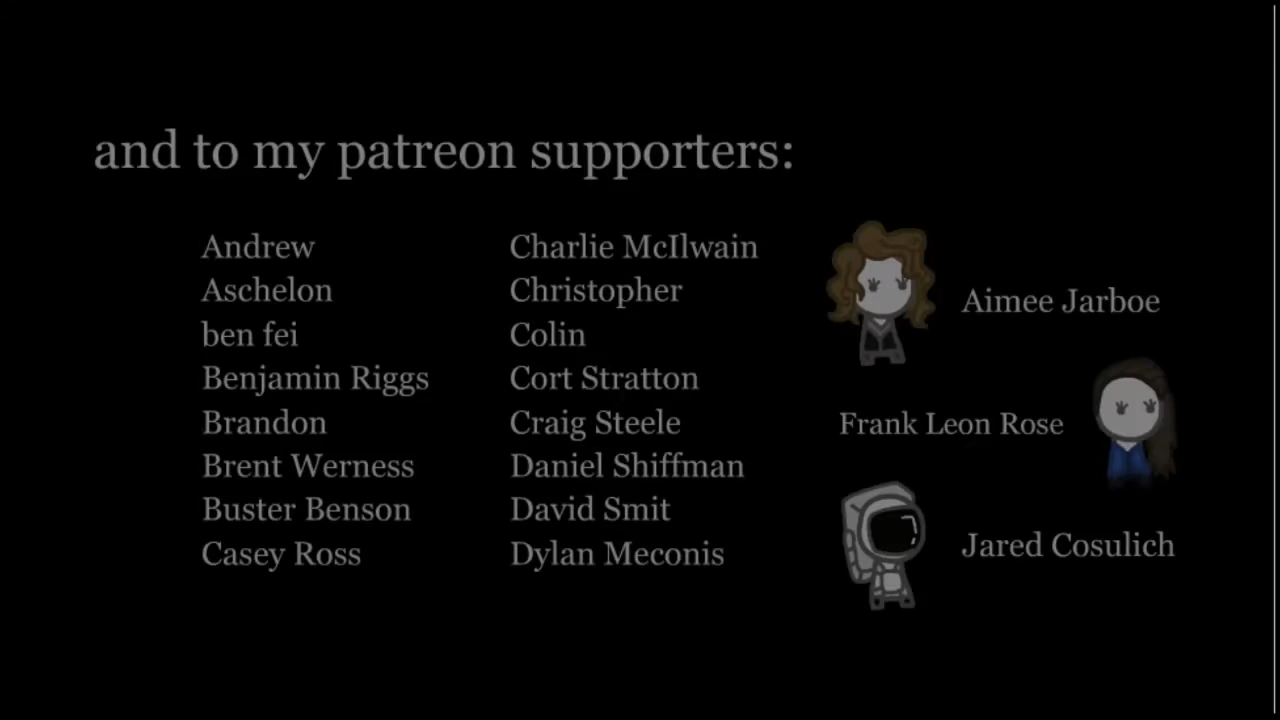 and to my patreon supporters:
Andrew
Aschelon
ben fei
Benjamin Riggs
Brandon
Brent Werness
Buster Benson
Casey Ross
Charlie McIlwain
Christopher
Colin
Cort Stratton
Craig Steele
Daniel Shiffman
David Smit
Dylan Meconis
Aimee Jarboe
Frank Leon Rose
Jared Cosulich